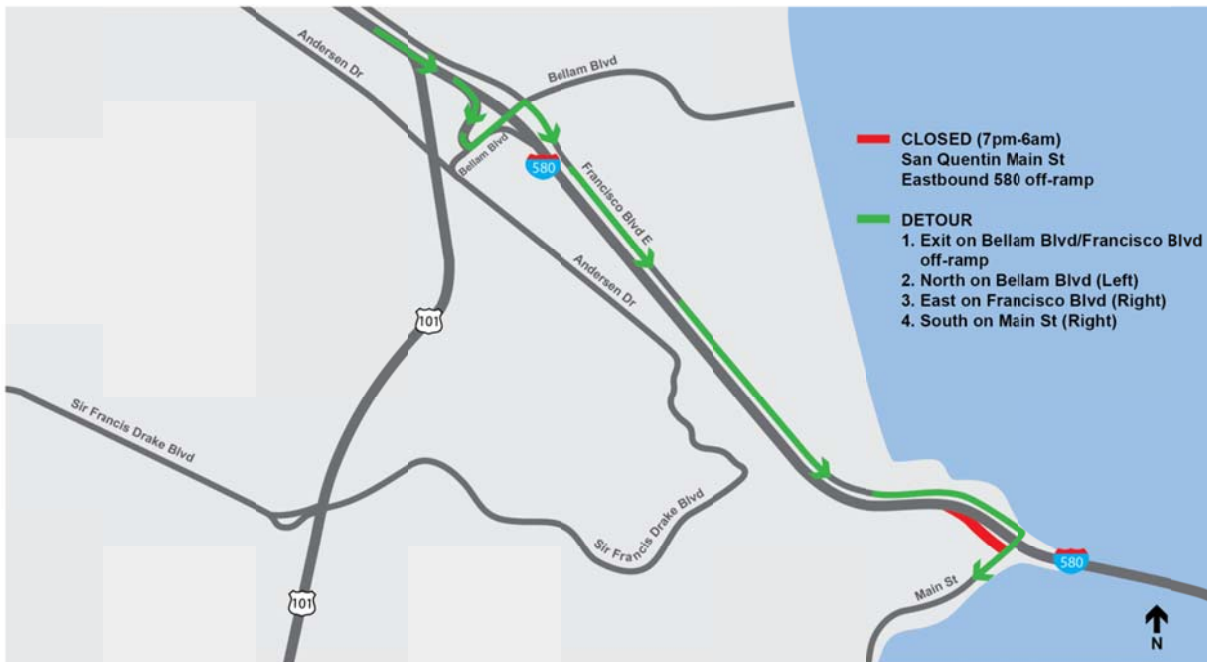 Andersen Dr
Bellam Blvd
Bellam Blvd
580
Francisco Blvd E
CLOSED (7pm-6am)
San Quentin Main St
Eastbound 580 off-ramp
DETOUR
1. Exit on Bellam Blvd/Francisco Blvd
off-ramp
2. North on Bellam Blvd (Left)
3. East on Francisco Blvd (Right)
4. South on Main St (Right)
Andersen Dr
101
Sir Francis Drake Blvd
Sir Francis Drake Blvd
580
Main St
101
N